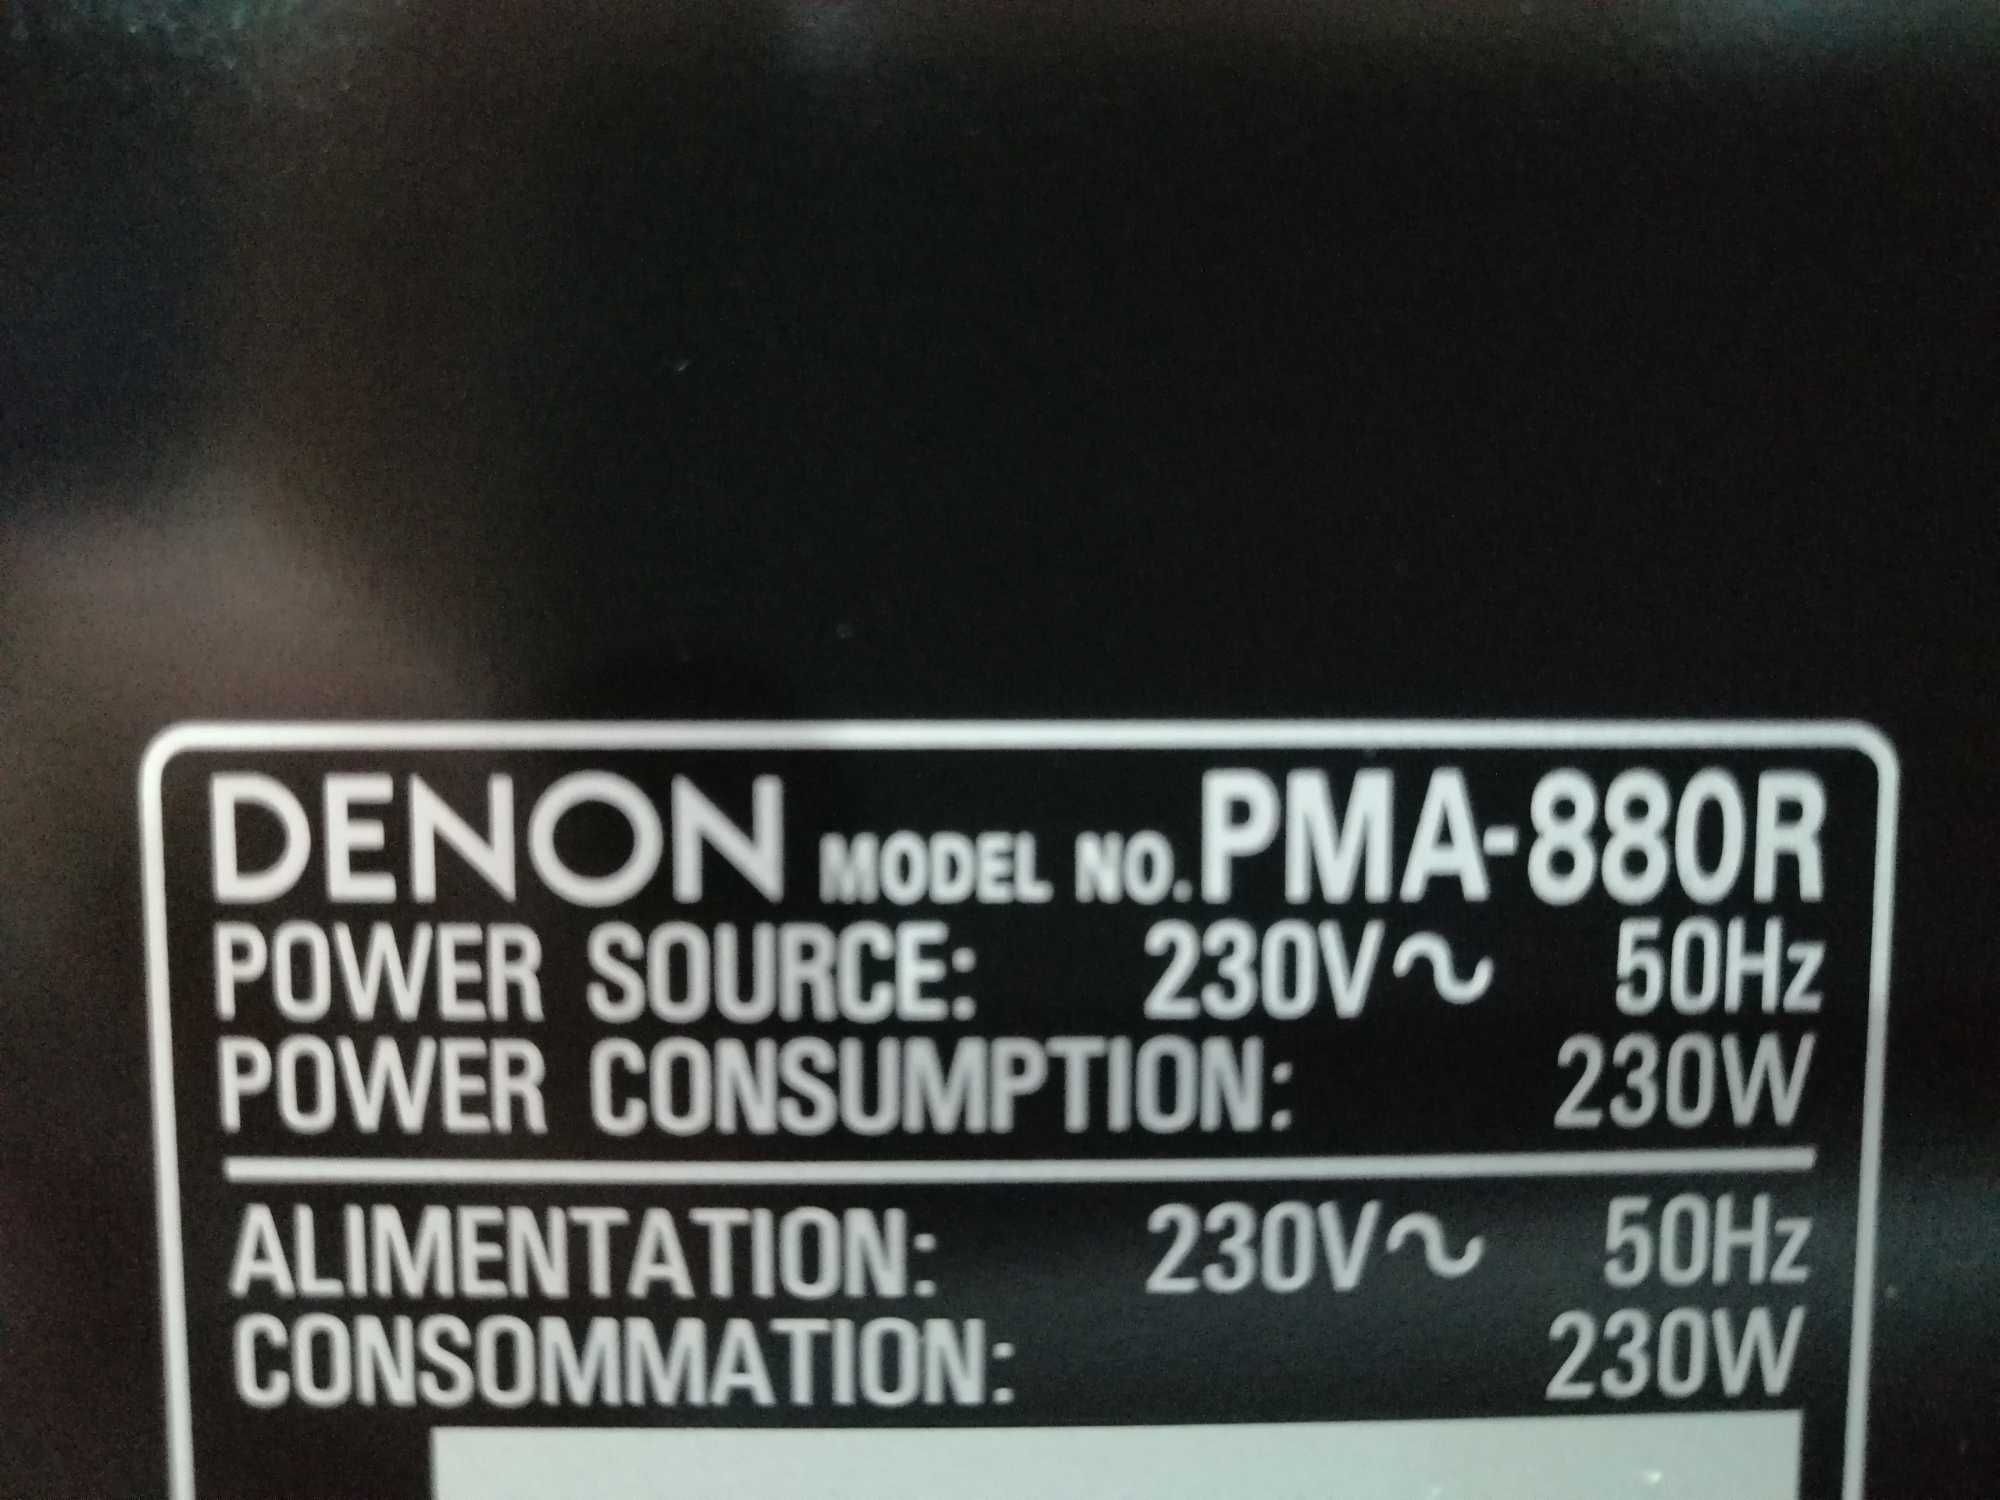 DENON MODEL NO. PMA-880R
POWER SOURCE: 230V~ 50Hz
POWER CONSUMPTION: 230W
ALIMENTATION: 230V~ 50Hz
CONSOMMATION: 230W